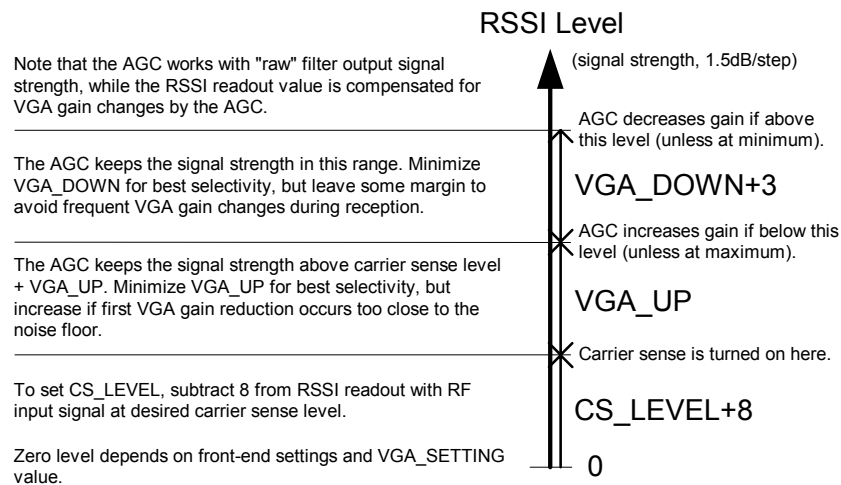 RSSI Level
(signal strength, 1.5dB/step)
Note that the AGC works with "raw" filter output signal
strength, while the RSSI readout value is compensated for
VGA gain changes by the AGC.
AGC decreases gain if above
this level (unless at minimum).
The AGC keeps the signal strength in this range. Minimize
VGA_DOWN for best selectivity, but leave some margin to
avoid frequent VGA gain changes during reception.
VGA_DOWN+3
AGC increases gain if below this
level (unless at maximum).
The AGC keeps the signal strength above carrier sense level
+ VGA_UP. Minimize VGA_UP for best selectivity, but
increase if first VGA gain reduction occurs too close to the
noise floor.
VGA_UP
Carrier sense is turned on here.
To set CS_LEVEL, subtract 8 from RSSI readout with RF
input signal at desired carrier sense level.
CS_LEVEL+8
Zero level depends on front-end settings and VGA_SETTING
value.
0